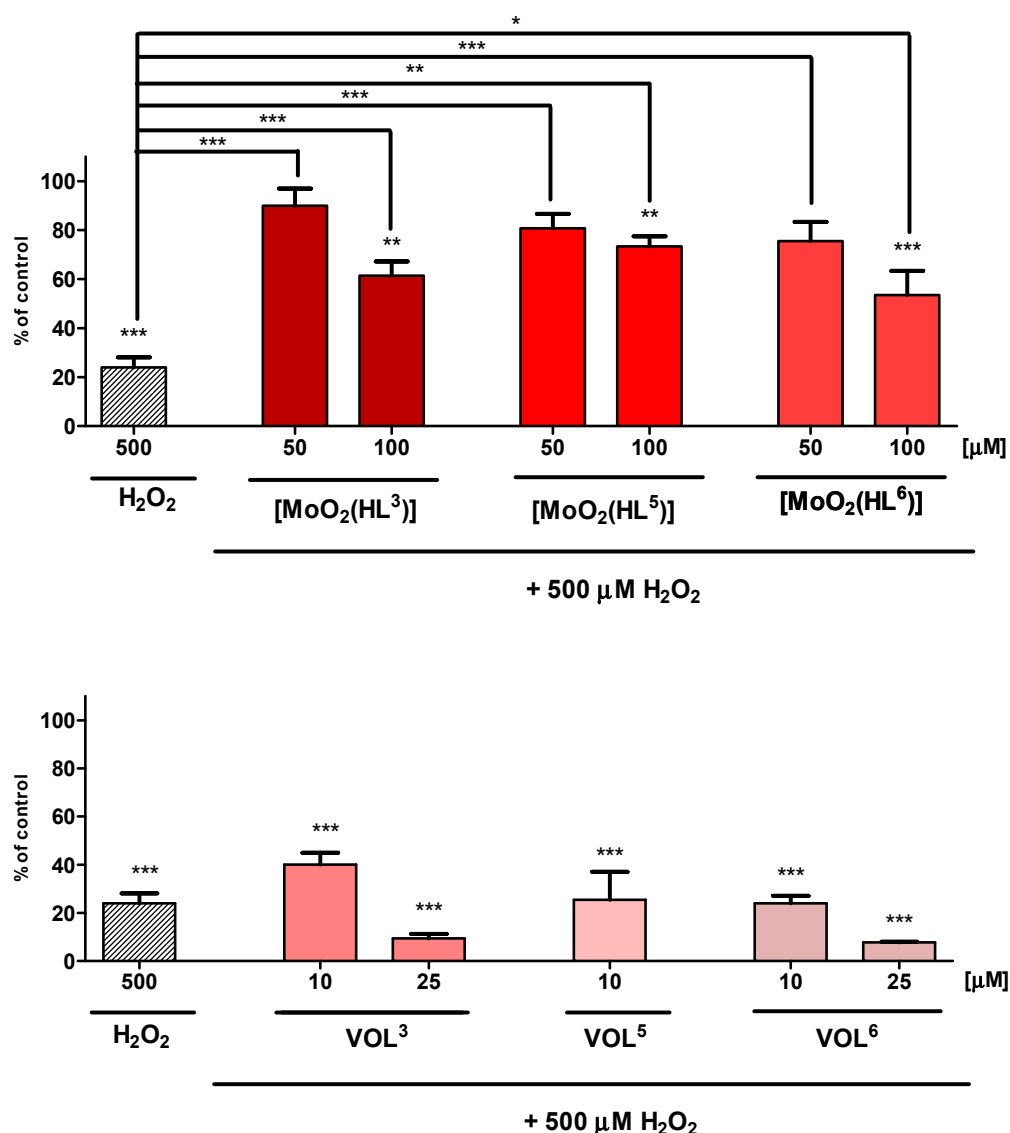 *
***
**
***
***
***
100
80
60
40
20
0
% of control
***
**
**
***
500
50
100
50
100
50
100
[μM]
H₂O₂
[MoO₂(HL³)]
[MoO₂(HL⁵)]
[MoO₂(HL⁶)]
+ 500 μM H₂O₂
100
80
60
40
20
0
% of control
***
***
***
***
***
***
500
10
25
10
10
25
[μM]
H₂O₂
VOL³
VOL⁵
VOL⁶
+ 500 μM H₂O₂